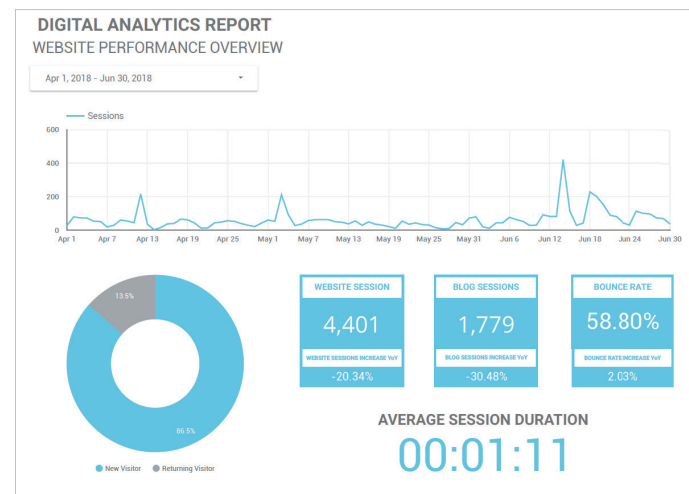 DIGITAL ANALYTICS REPORT
WEBSITE PERFORMANCE OVERVIEW
Apr 1, 2018 - Jun 30, 2018
Sessions
600
400
200
0
Apr 1 Apr 7 Apr 13 Apr 19 Apr 25 May 1 May 7 May 13 May 19 May 25 May 31 Jun 6 Jun 12 Jun 18 Jun 24 Jun 30
13.5%
86.5%
New Visitor Returning Visitor
WEBSITE SESSION
4,401
WEBSITE SESSIONS INCREASE YoY
-20.34%
BLOG SESSIONS
1,779
BLOG SESSIONS INCREASE YoY
-30.48%
BOUNCE RATE
58.80%
BOUNCE RATE INCREASE YoY
2.03%
AVERAGE SESSION DURATION
00:01:11